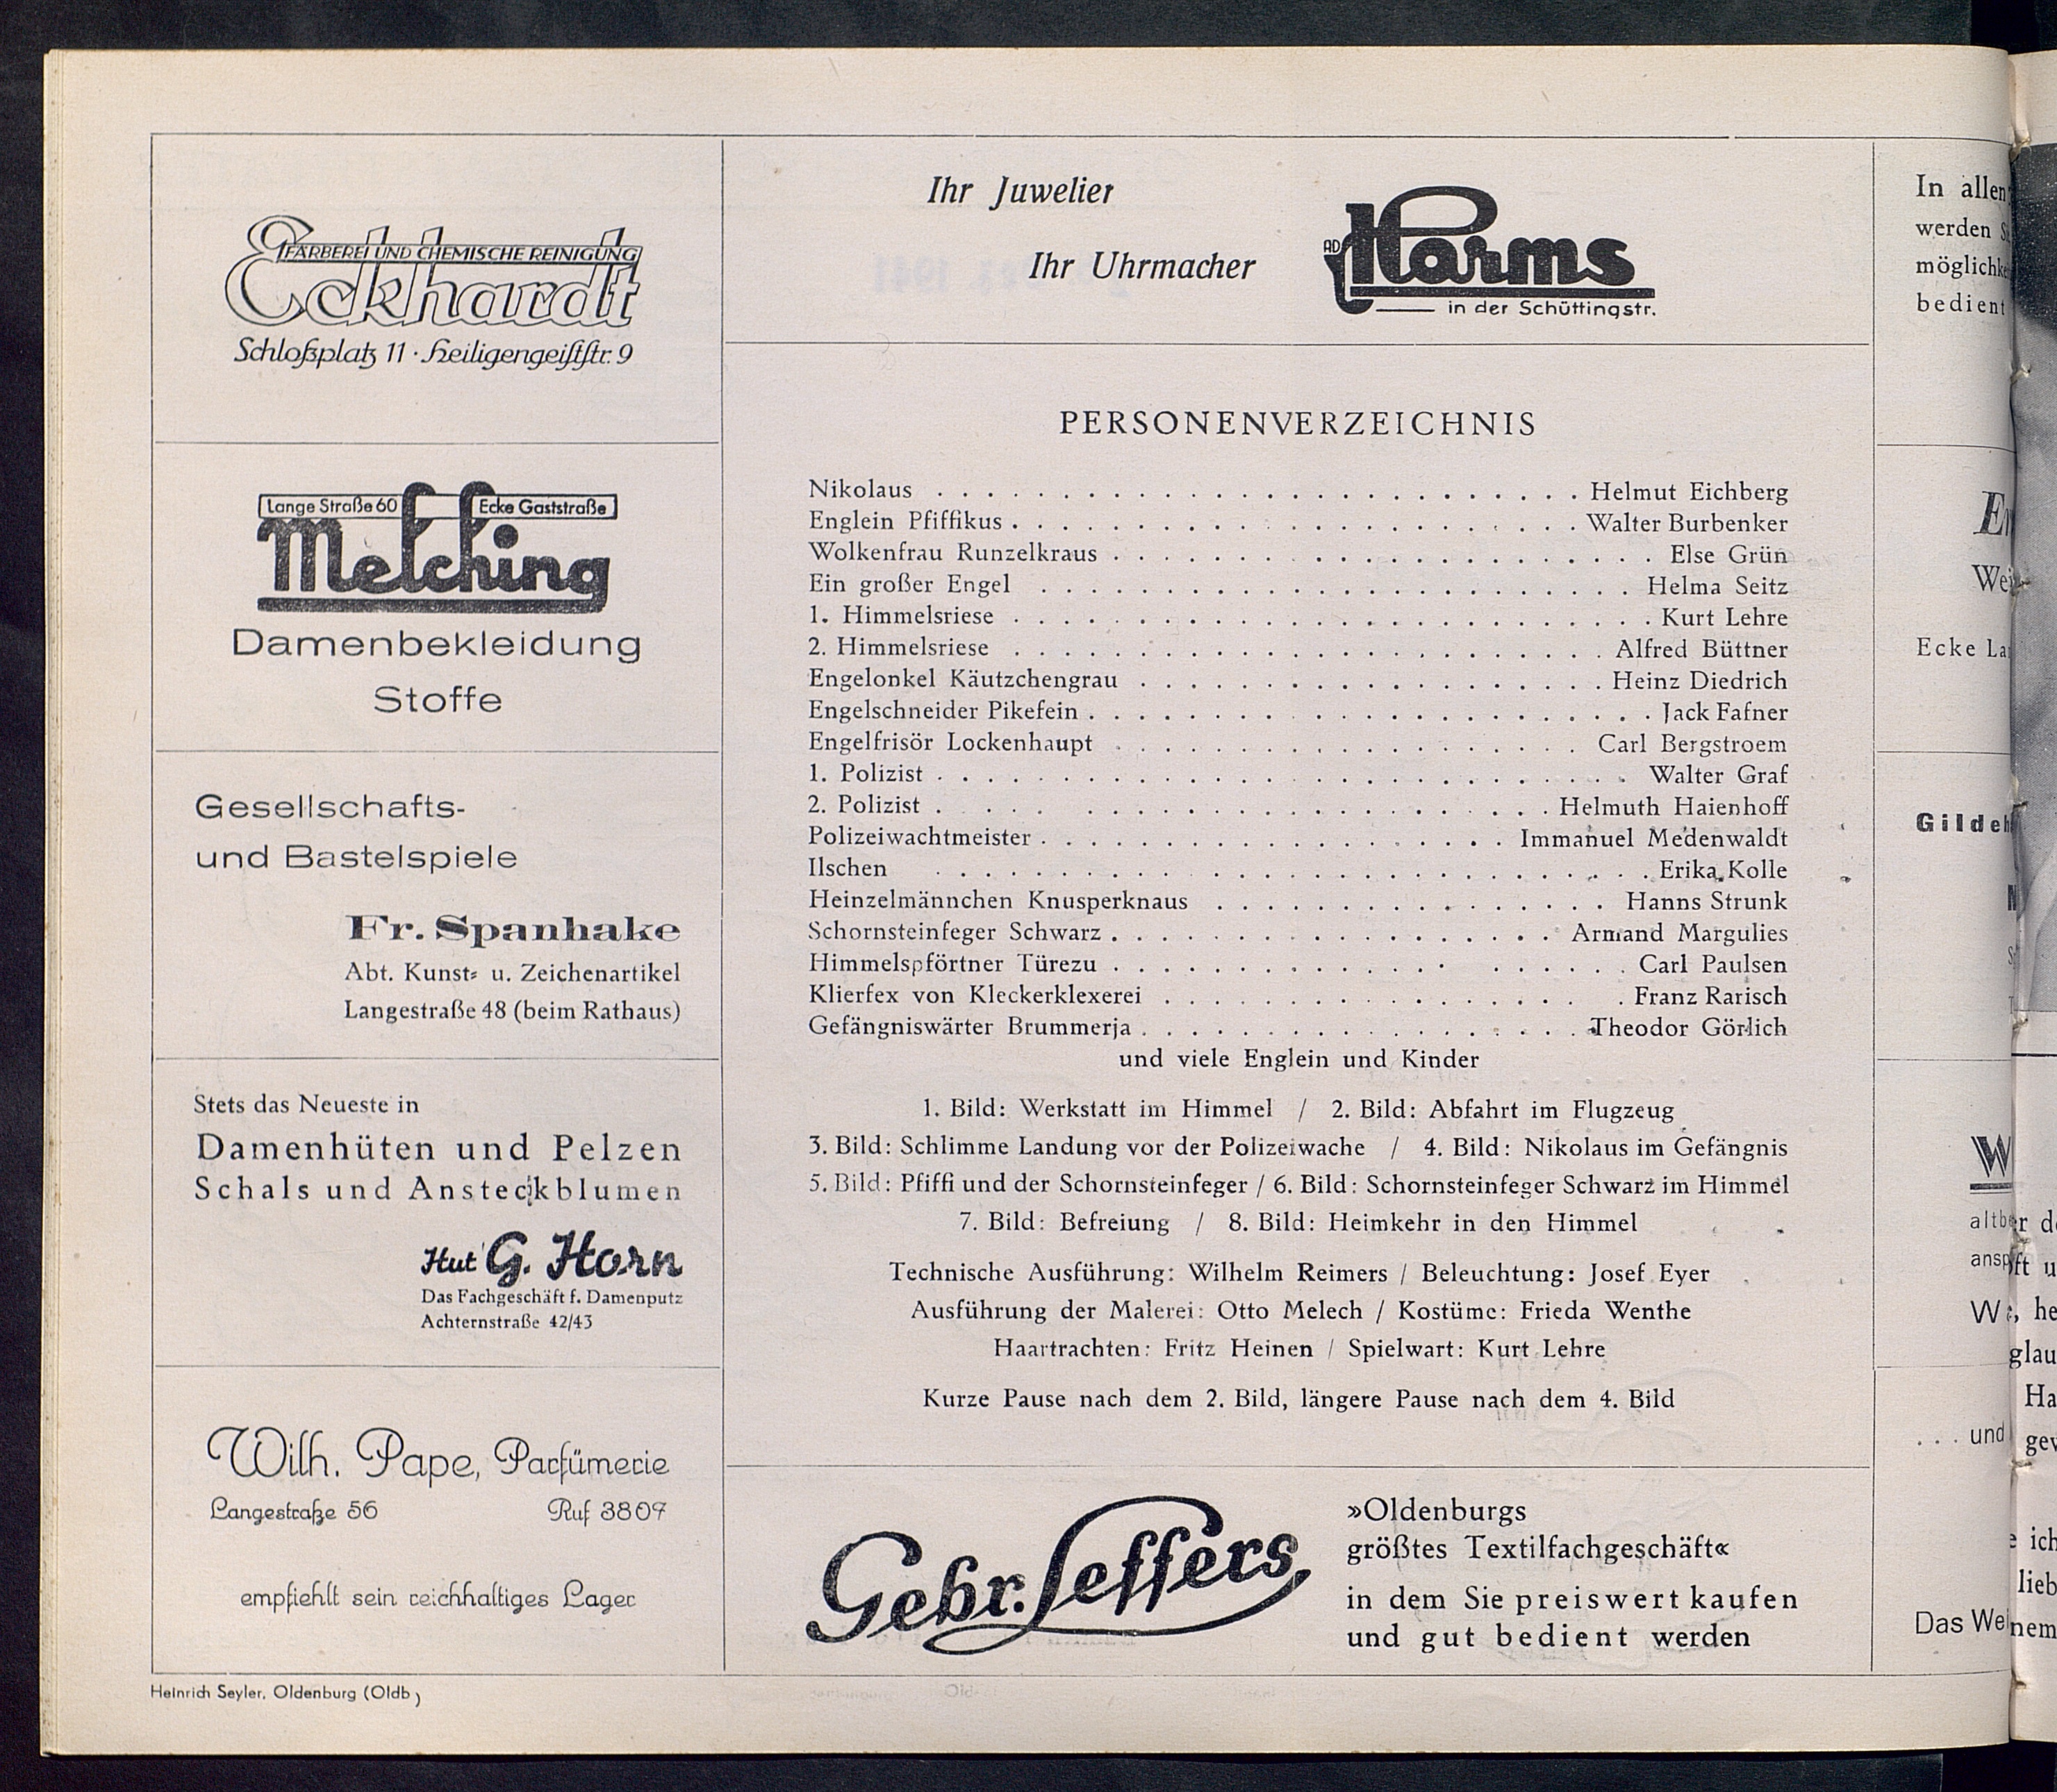 Eckhardt
FÄRBEREI UND CHEMISCHE REINIGUNG
Schloßplatz 11 · Heiligengeiststr. 9
Lange Straße 60 Ecke Gaststraße
Melching
Damenbekleidung
Stoffe
Gesellschafts-
und Bastelspiele
Fr. Spanhake
Abt. Kunst- u. Zeichenartikel
Langestraße 48 (beim Rathaus)
Stets das Neueste in
Damenhüten und Pelzen
Schals und Ansteckblumen
Hut G. Horn
Das Fachgeschäft f. Damenputz
Achternstraße 42/43
Wilh. Pape, Parfümerie
Langestraße 56 Ruf 3807
empfiehlt sein reichhaltiges Lager
Heinrich Seyler, Oldenburg (Oldb)
Ihr Juwelier
Ihr Uhrmacher
AD Harms
in der Schüttingstr.
PERSONENVERZEICHNIS
Nikolaus . . . . . . . . . . Helmut Eichberg
Englein Pfiffikus . . . . . . . . . . Walter Burbenker
Wolkenfrau Runzelkraus . . . . . . . . . . Else Grün
Ein großer Engel . . . . . . . . . . Helma Seitz
1. Himmelsriese . . . . . . . . . . Kurt Lehre
2. Himmelsriese . . . . . . . . . . Alfred Büttner
Engelonkel Käutzchengrau . . . . . . . . . . Heinz Diedrich
Engelschneider Pikefein . . . . . . . . . . Jack Fafner
Engelfrisör Lockenhaupt . . . . . . . . . . Carl Bergstroem
1. Polizist . . . . . . . . . . Walter Graf
2. Polizist . . . . . . . . . . Helmuth Haienhoff
Polizeiwachtmeister . . . . . . . . . . Immanuel Medenwaldt
Ilschen . . . . . . . . . . Erika Kolle
Heinzelmännchen Knusperknaus . . . . . . . . . . Hanns Strunk
Schornsteinfeger Schwarz . . . . . . . . . . Armand Margulies
Himmelspförtner Türezu . . . . . . . . . . Carl Paulsen
Klierfex von Kleckerklexerei . . . . . . . . . . Franz Rarisch
Gefängniswärter Brummerja . . . . . . . . . . Theodor Görlich
und viele Englein und Kinder
1. Bild: Werkstatt im Himmel / 2. Bild: Abfahrt im Flugzeug
3. Bild: Schlimme Landung vor der Polizeiwache / 4. Bild: Nikolaus im Gefängnis
5. Bild: Pfiffi und der Schornsteinfeger / 6. Bild: Schornsteinfeger Schwarz im Himmel
7. Bild: Befreiung / 8. Bild: Heimkehr in den Himmel
Technische Ausführung: Wilhelm Reimers / Beleuchtung: Josef Eyer
Ausführung der Malerei: Otto Melech / Kostüme: Frieda Wenthe
Haartrachten: Fritz Heinen / Spielwart: Kurt Lehre
Kurze Pause nach dem 2. Bild, längere Pause nach dem 4. Bild
Gebr. Leffers
»Oldenburgs
größtes Textilfachgeschäft«
in dem Sie preiswert kaufen
und gut bedient werden
In allen
werden
möglich
bedient
Ecke
Gildeh
. . . und
Das We